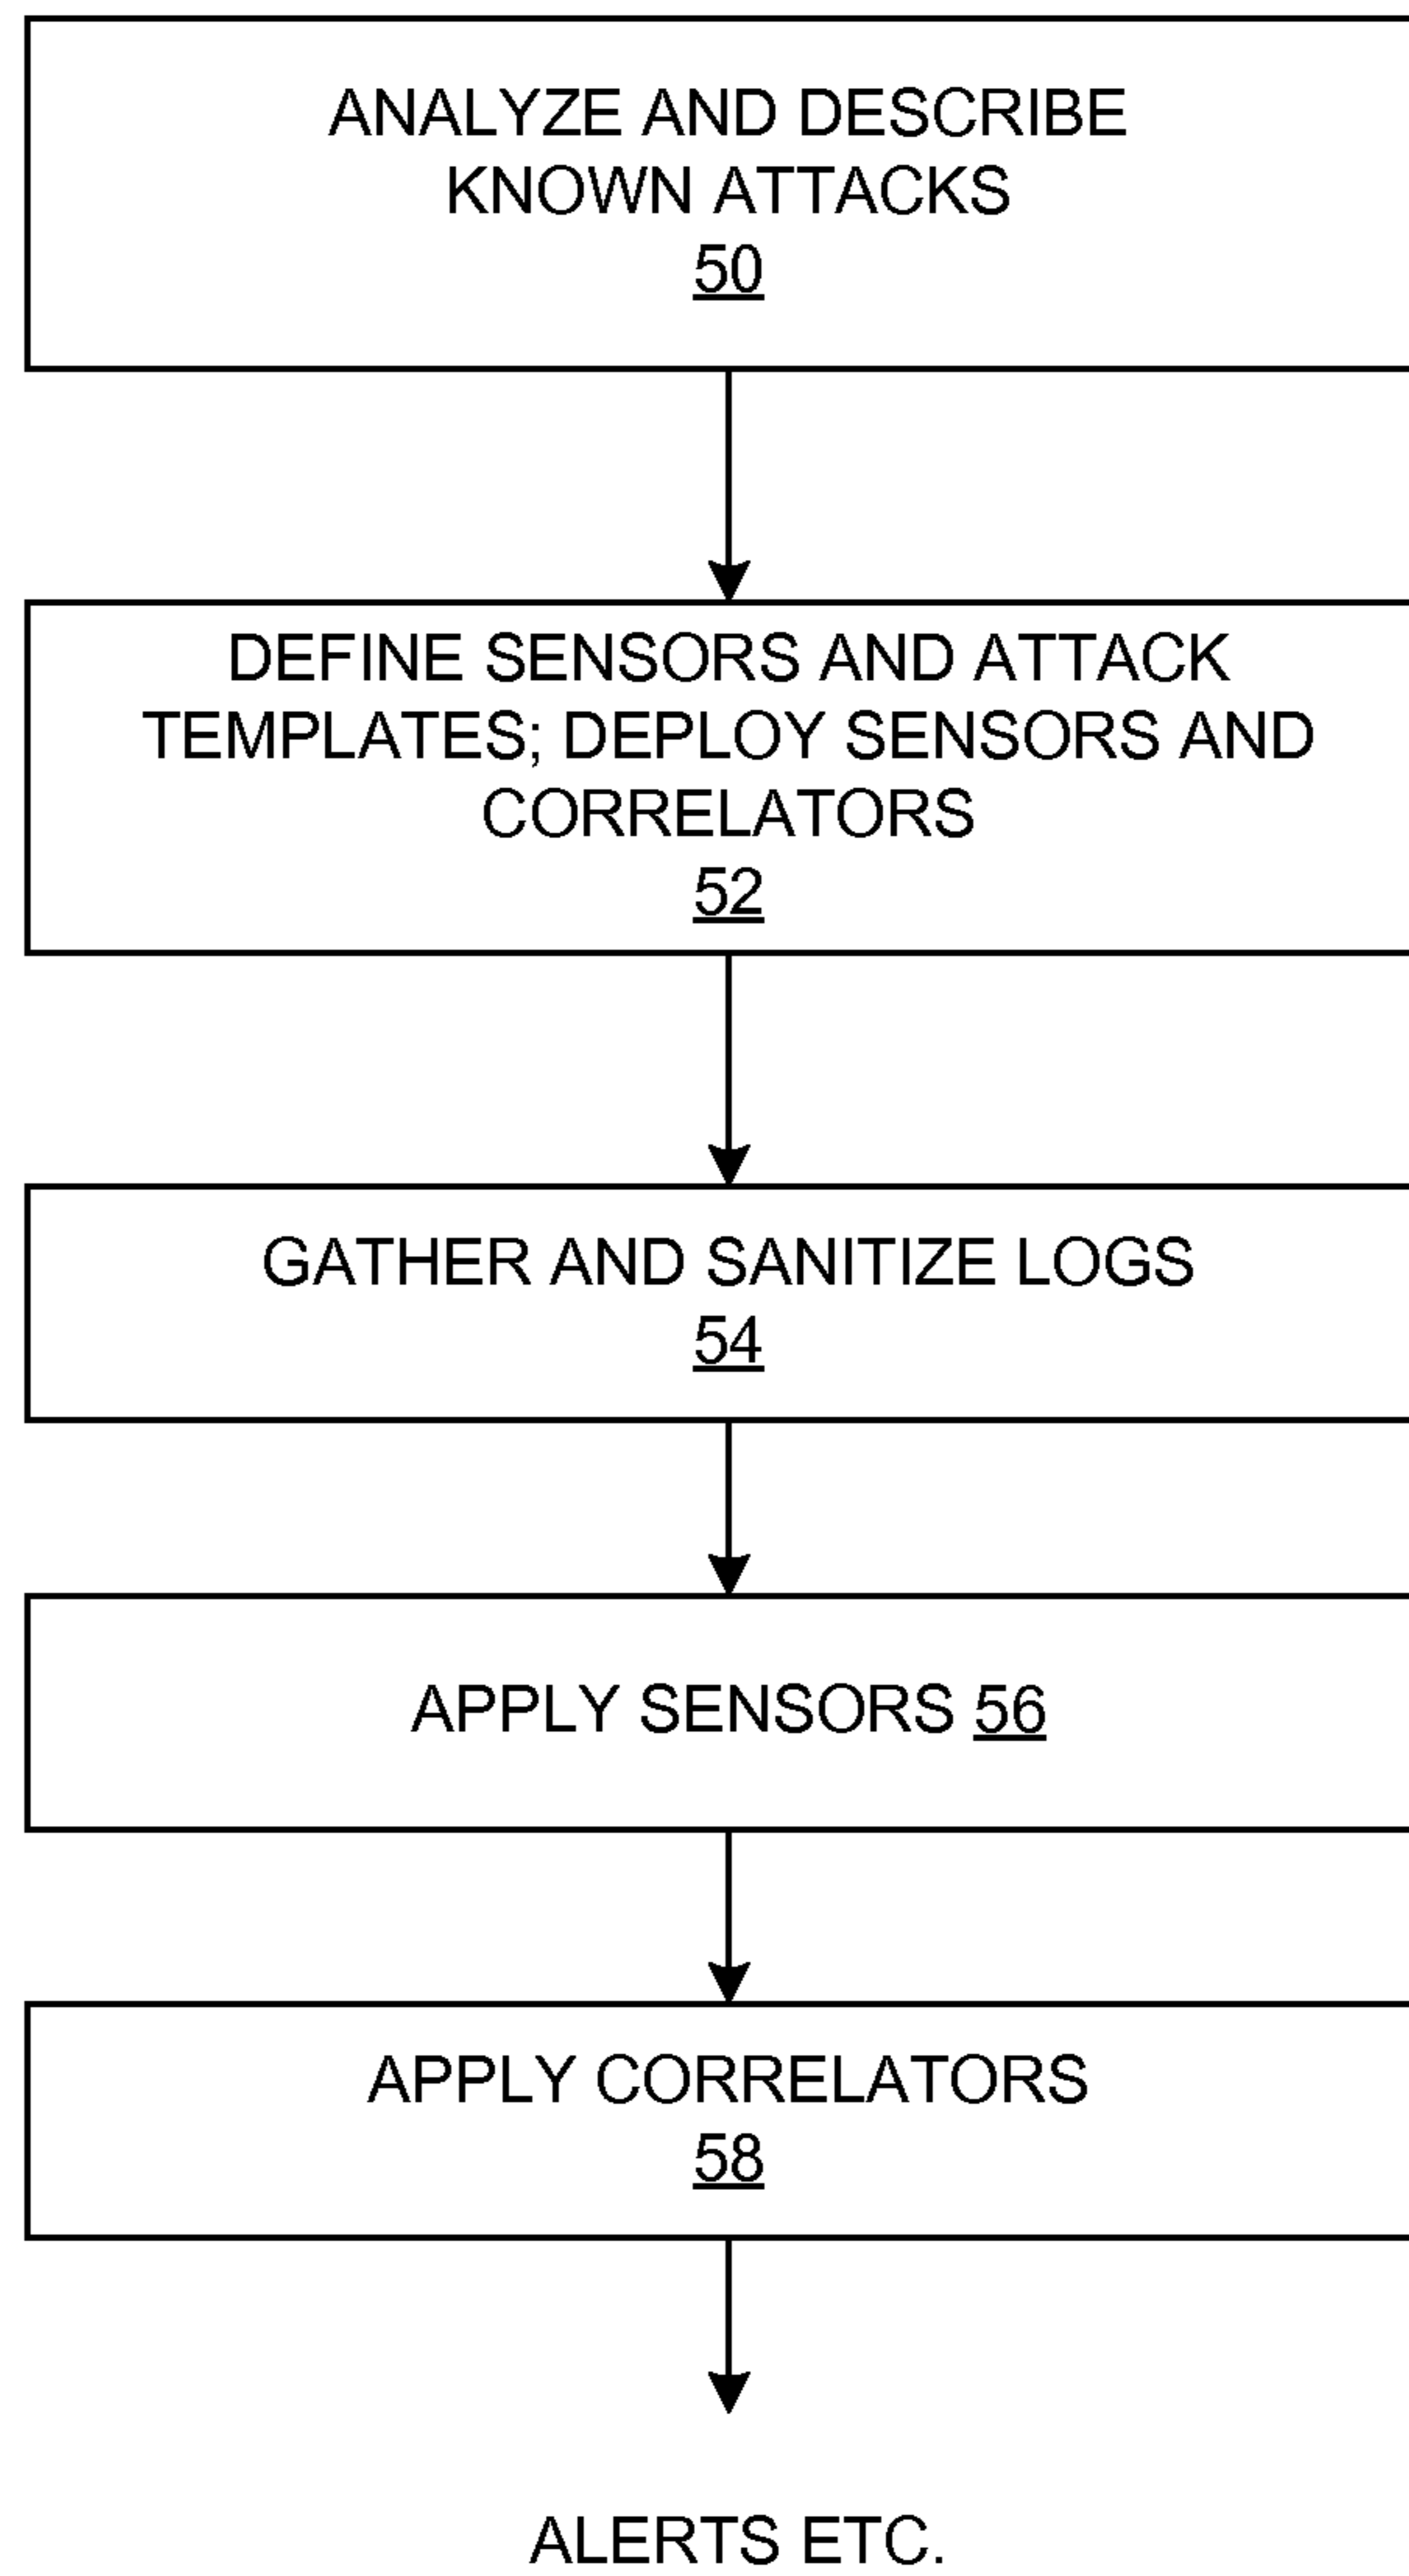 ANALYZE AND DESCRIBE
KNOWN ATTACKS
50
DEFINE SENSORS AND ATTACK
TEMPLATES; DEPLOY SENSORS AND
CORRELATORS
52
GATHER AND SANITIZE LOGS
54
APPLY SENSORS 56
APPLY CORRELATORS
58
ALERTS ETC.